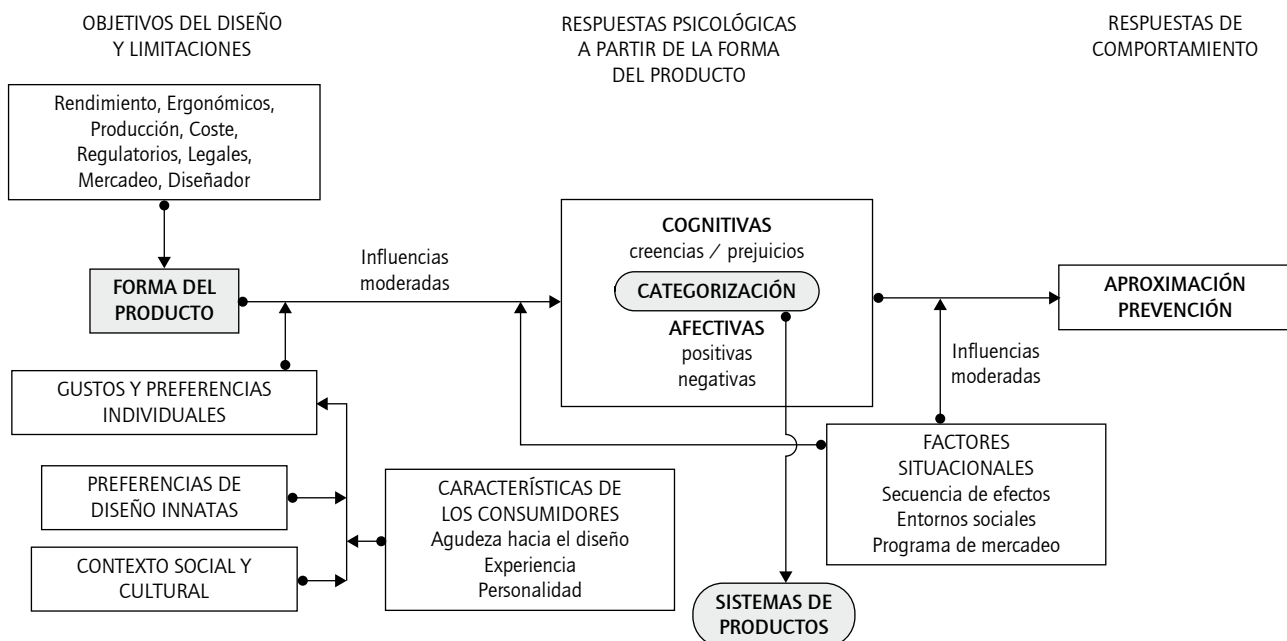 OBJETIVOS DEL DISEÑO
Y LIMITACIONES
RESPUESTAS PSICOLÓGICAS
A PARTIR DE LA FORMA
DEL PRODUCTO
RESPUESTAS DE
COMPORTAMIENTO
Rendimiento, Ergonómicos,
Producción, Coste,
Regulatorios, Legales,
Mercadeo, Diseñador
FORMA DEL
PRODUCTO
Influencias
moderadas
COGNITIVAS
creencias / prejuicios
CATEGORIZACIÓN
AFECTIVAS
positivas
negativas
APROXIMACIÓN
PREVENCIÓN
Influencias
moderadas
GUSTOS Y PREFERENCIAS
INDIVIDUALES
PREFERENCIAS DE
DISEÑO INNATAS
CONTEXTO SOCIAL Y
CULTURAL
CARACTERÍSTICAS DE
LOS CONSUMIDORES
Agudeza hacia el diseño
Experiencia
Personalidad
FACTORES
SITUACIONALES
Secuencia de efectos
Entornos sociales
Programa de mercadeo
SISTEMAS DE
PRODUCTOS